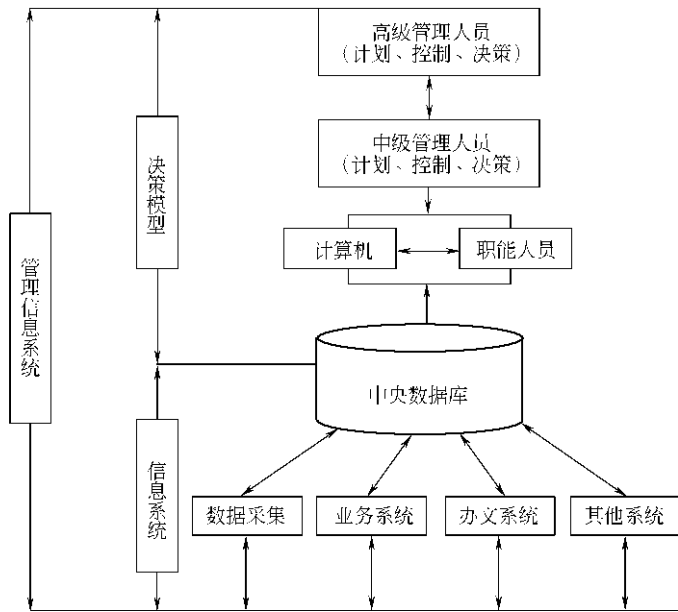 高级管理人员
（计划、控制、决策）
中级管理人员
（计划、控制、决策）
决策模型
管理信息系统
计算机
职能人员
中央数据库
信息系统
数据采集
业务系统
办文系统
其他系统